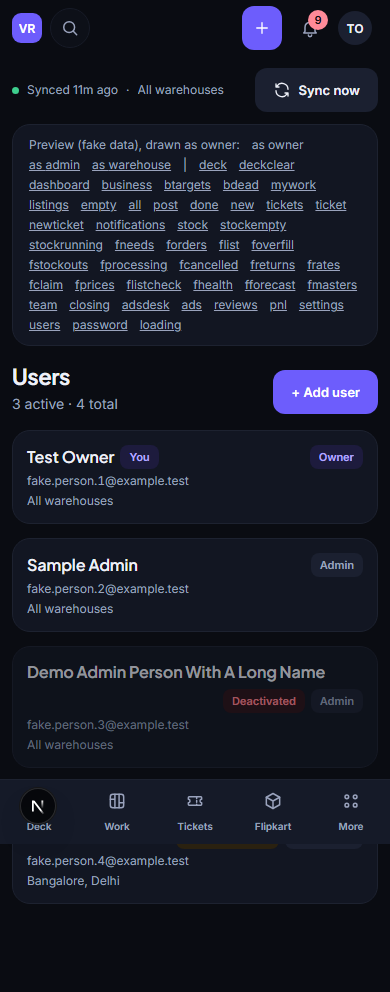 VR
9
TO
Synced 11m ago · All warehouses
Sync now
Preview (fake data), drawn as owner: as owner
as admin as warehouse | deck deckclear
dashboard business btargets bdead mywork
listings empty all post done new tickets ticket
newticket notifications stock stockempty
stockrunning fneeds forders flist foverfill
fstockouts fprocessing fcancelled freturns frates
fclaim fprices flistcheck fhealth fforecast fmasters
team closing adsdesk ads reviews pnl settings
users password loading
Users
3 active · 4 total
+ Add user
Test Owner You Owner
fake.person.1@example.test
All warehouses
Sample Admin Admin
fake.person.2@example.test
All warehouses
Demo Admin Person With A Long Name
Deactivated Admin
fake.person.3@example.test
All warehouses
N
Deck Work Tickets Flipkart More
fake.person.4@example.test
Bangalore, Delhi